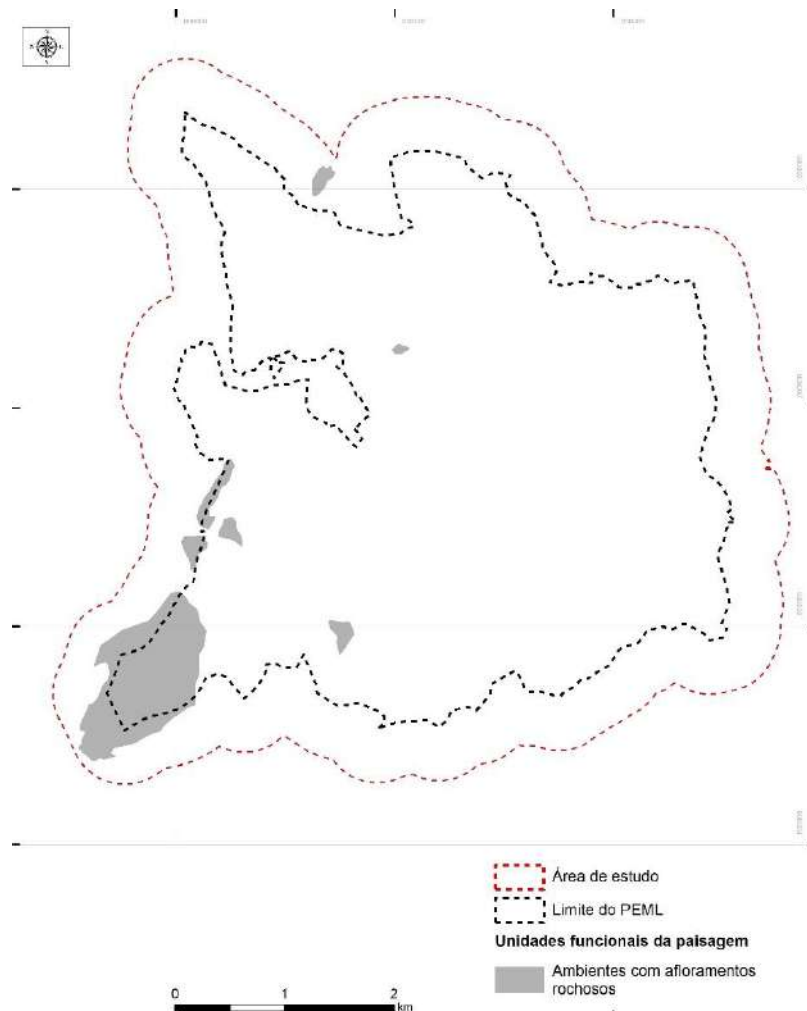 Área de estudo
Limite do PEML
Unidades funcionais da paisagem
Ambientes com afloramentos
rochosos
0 1 2
km